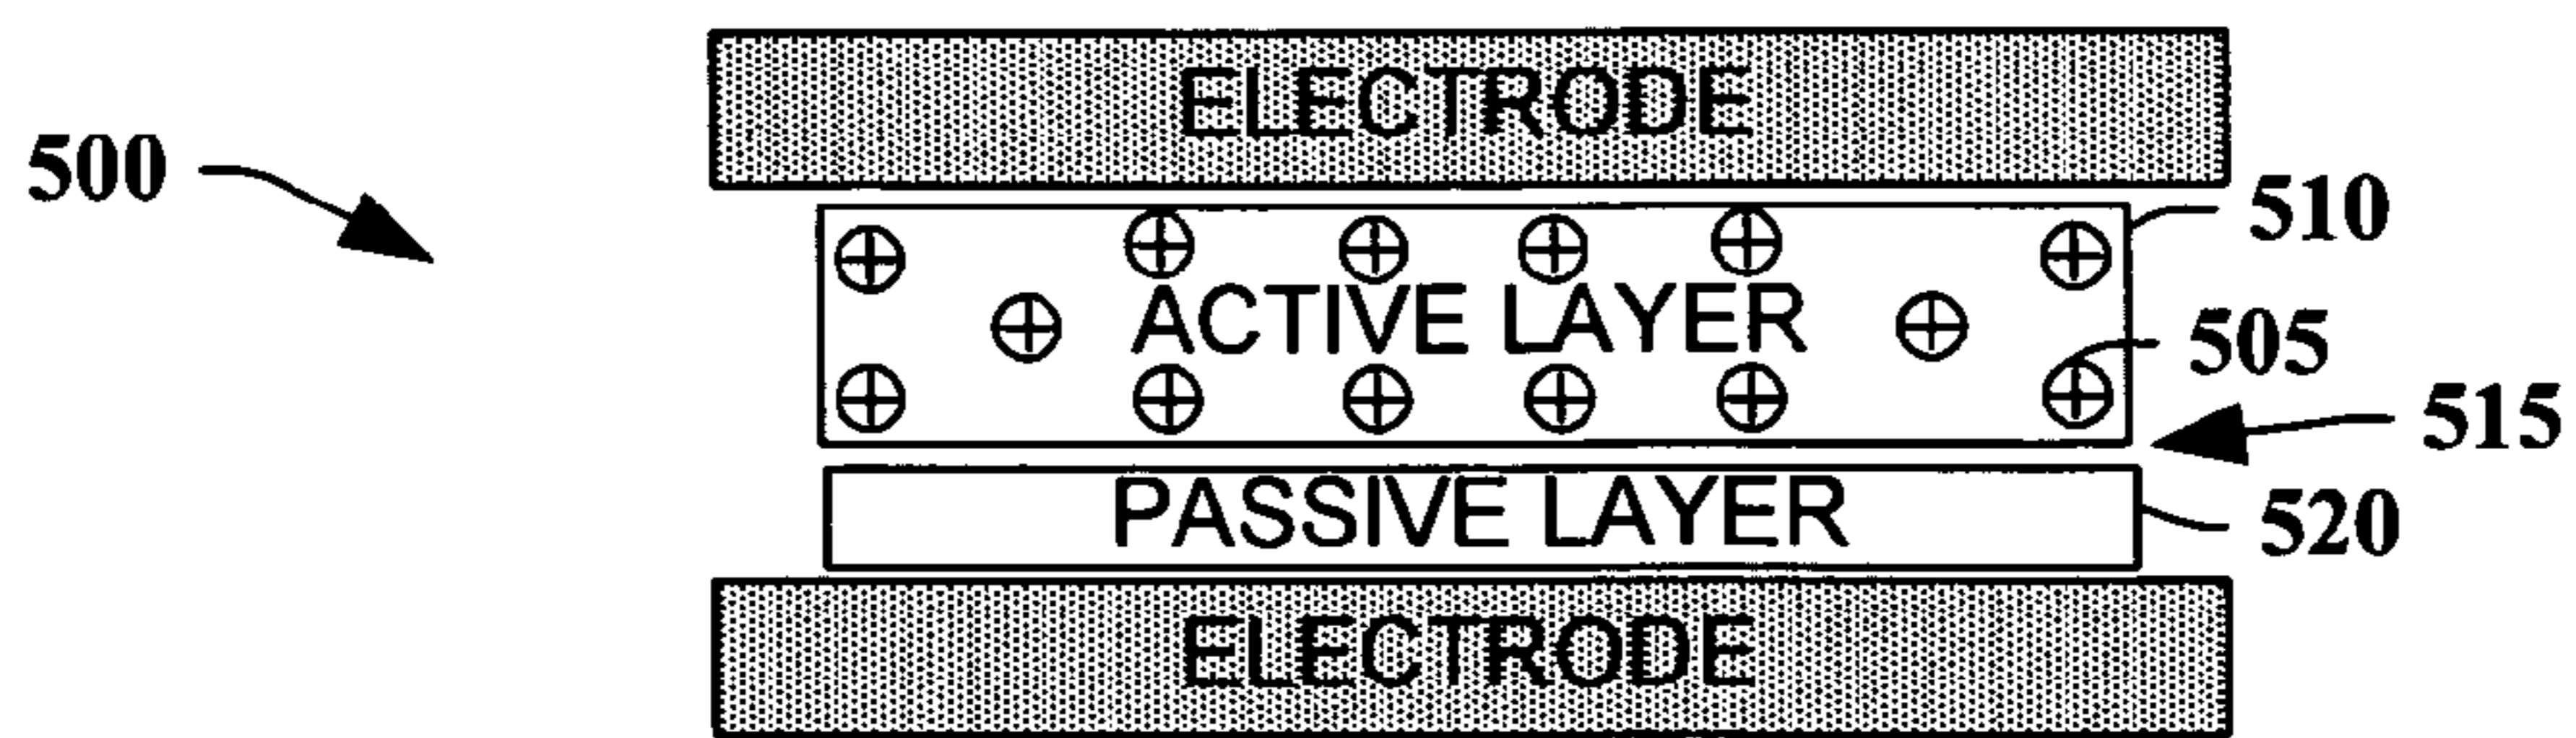 ELECTRODE
500
510
ACTIVE LAYER
505
515
PASSIVE LAYER
520
ELECTRODE